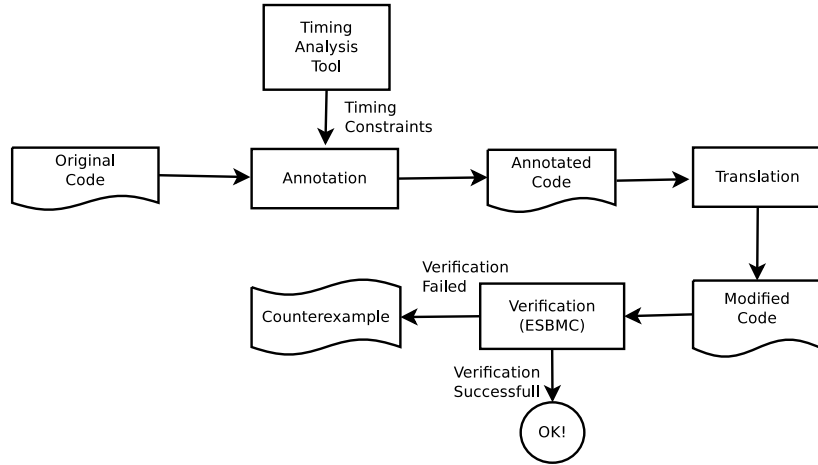 Timing
Analysis
Tool
Timing
Constraints
Original
Code
Annotation
Annotated
Code
Translation
Modified
Code
Verification
(ESBMC)
Verification
Failed
Counterexample
Verification
Successfull
OK!